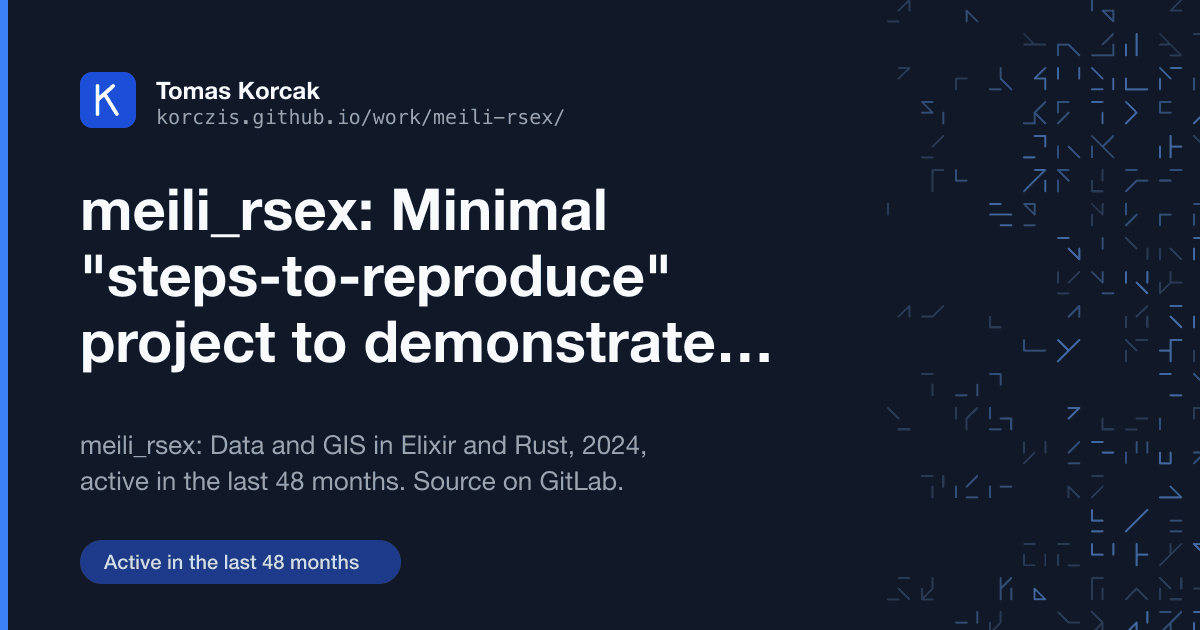 K
Tomas Korcak
korczis.github.io/work/meili-rsex/
meili_rsex: Minimal
"steps-to-reproduce"
project to demonstrate...
meili_rsex: Data and GIS in Elixir and Rust, 2024,
active in the last 48 months. Source on GitLab.
Active in the last 48 months